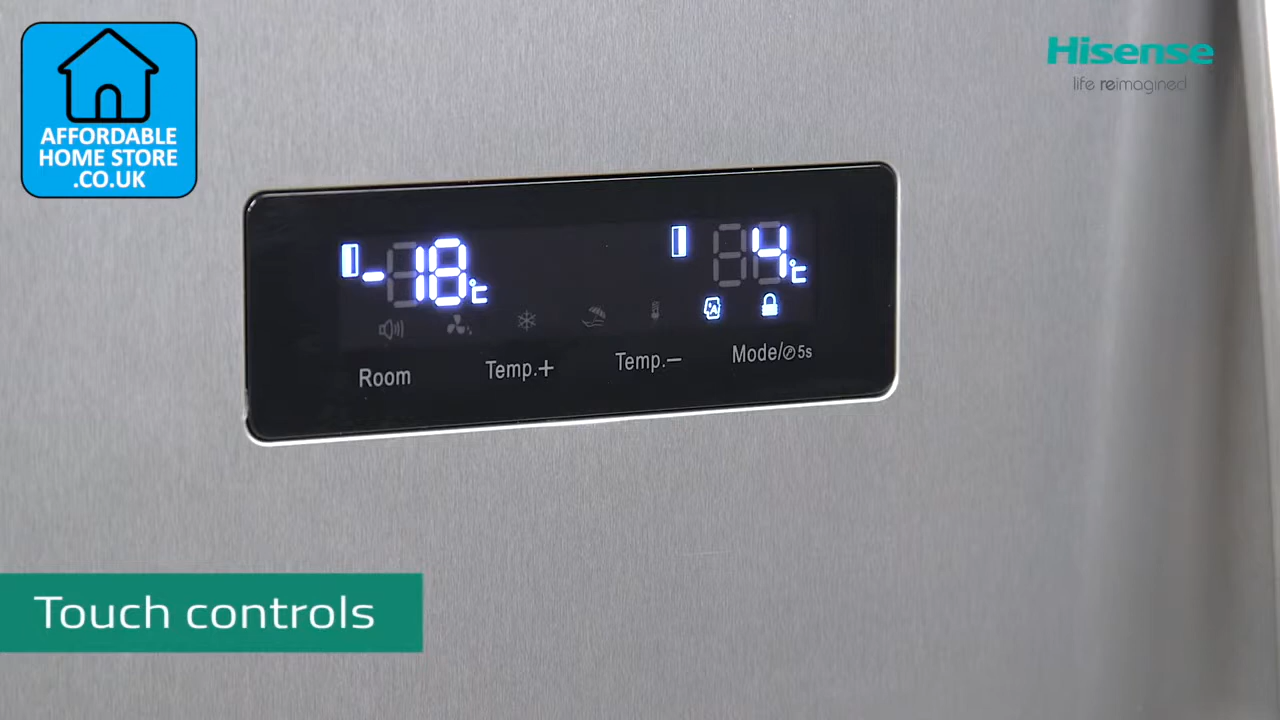 AFFORDABLE
HOME STORE
.CO.UK
Hisense
life reimagined
-18°C
4°C
Room
Temp.+
Temp.-
Mode/5s
Touch controls